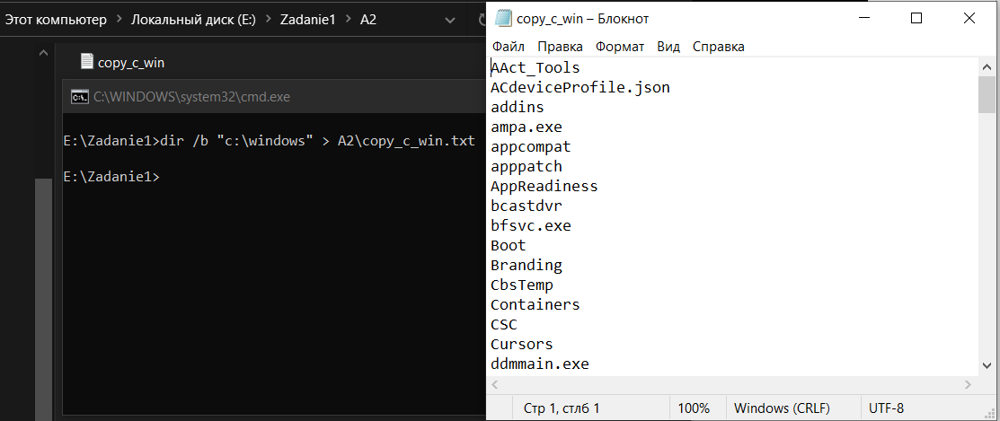 Этот компьютер > Локальный диск (E:) > Zadanie1 > A2
copy_c_win
C:\WINDOWS\system32\cmd.exe
E:\Zadanie1>dir /b "c:\windows" > A2\copy_c_win.txt
E:\Zadanie1>
copy_c_win – Блокнот
Файл Правка Формат Вид Справка
AAct_Tools
ACdeviceProfile.json
addins
ampa.exe
appcompat
apppatch
AppReadiness
bcastdvr
bfsvc.exe
Boot
Branding
CbsTemp
Containers
CSC
Cursors
ddmmain.exe
Стр 1, стлб 1 100% Windows (CRLF) UTF-8